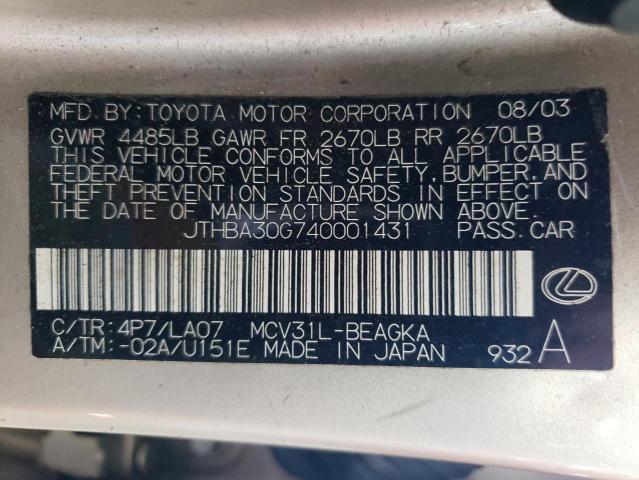 MFD.BY:TOYOTA MOTOR CORPORATION 08/03
GVWR 4485LB GAWR FR 2670LB RR 2670LB
THIS VEHICLE CONFORMS TO ALL APPLICABLE
FEDERAL MOTOR VEHICLE SAFETY, BUMPER, AND
THEFT PREVENTION STANDARDS IN EFFECT ON
THE DATE OF MANUFACTURE SHOWN ABOVE.
JTHBA30G740001431 PASS.CAR
C/TR:4P7/LA07 MCV31L-BEAGKA
A/TM:-02A/U151E MADE IN JAPAN 932 A